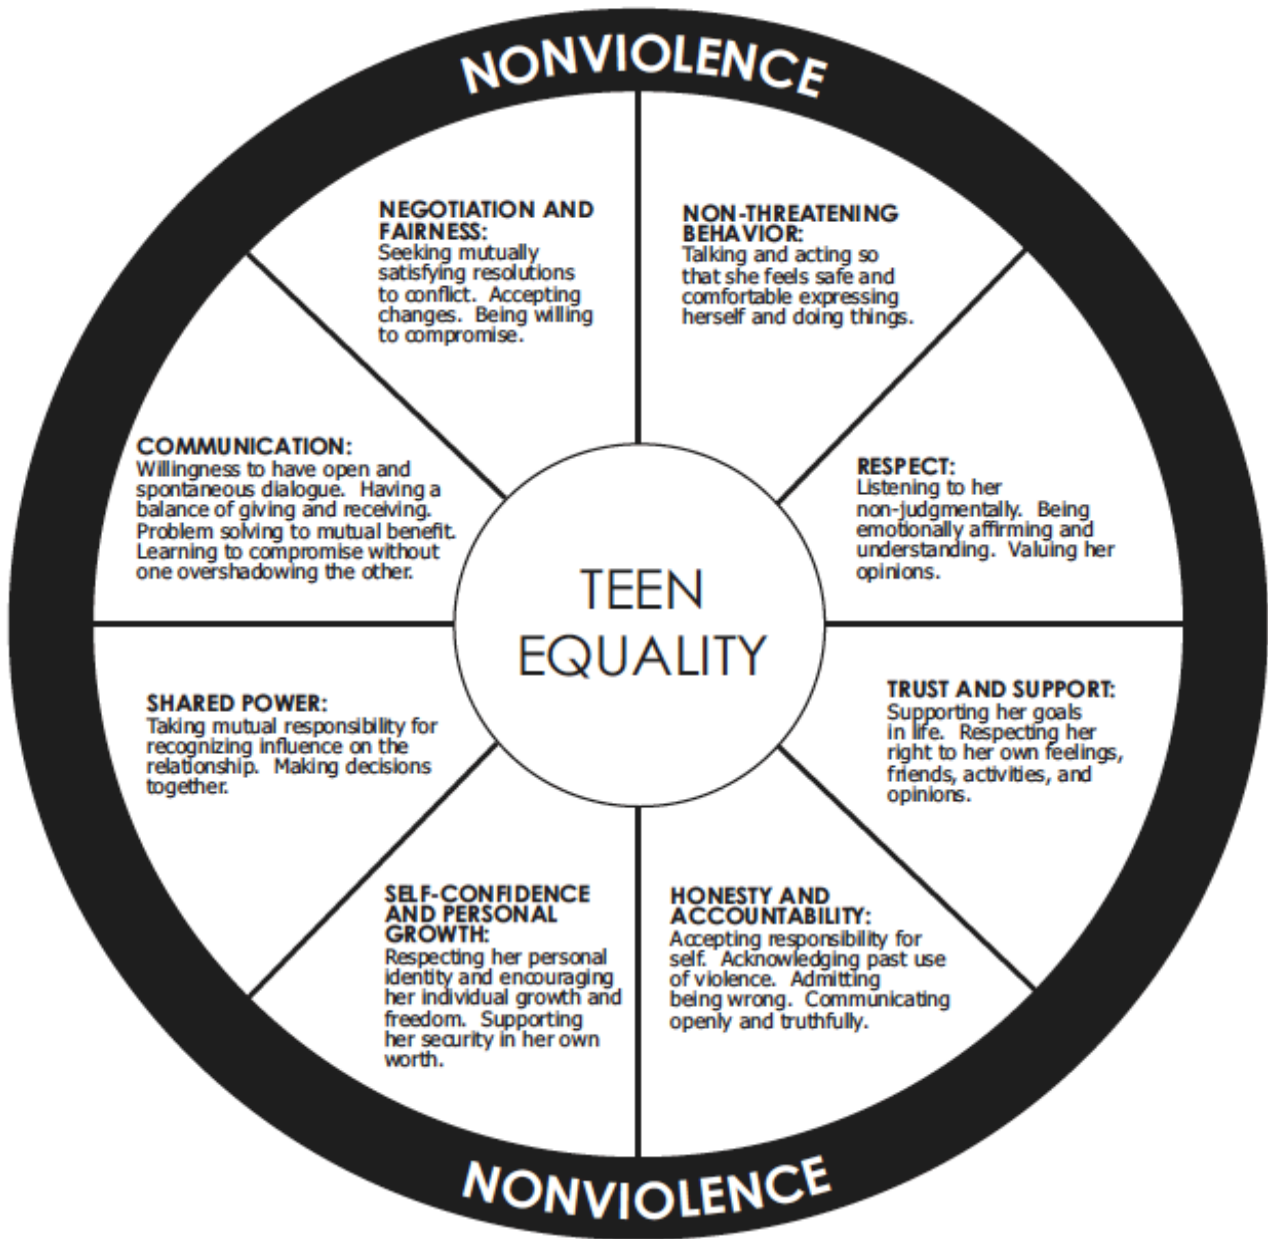 NONVIOLENCE
NEGOTIATION AND
FAIRNESS:
Seeking mutually
satisfying resolutions
to conflict. Accepting
changes. Being willing
to compromise.
NON-THREATENING
BEHAVIOR:
Talking and acting so
that she feels safe and
comfortable expressing
herself and doing things.
COMMUNICATION:
Willingness to have open and
spontaneous dialogue. Having a
balance of giving and receiving.
Problem solving to mutual benefit.
Learning to compromise without
one overshadowing the other.
RESPECT:
Listening to her
non-judgmentally. Being
emotionally affirming and
understanding. Valuing her
opinions.
TEEN
EQUALITY
SHARED POWER:
Taking mutual responsibility for
recognizing influence on the
relationship. Making decisions
together.
TRUST AND SUPPORT:
Supporting her goals
in life. Respecting her
right to her own feelings,
friends, activities, and
opinions.
SELF-CONFIDENCE
AND PERSONAL
GROWTH:
Respecting her personal
identity and encouraging
her individual growth and
freedom. Supporting
her security in her own
worth.
HONESTY AND
ACCOUNTABILITY:
Accepting responsibility for
self. Acknowledging past use
of violence. Admitting
being wrong. Communicating
openly and truthfully.
NONVIOLENCE